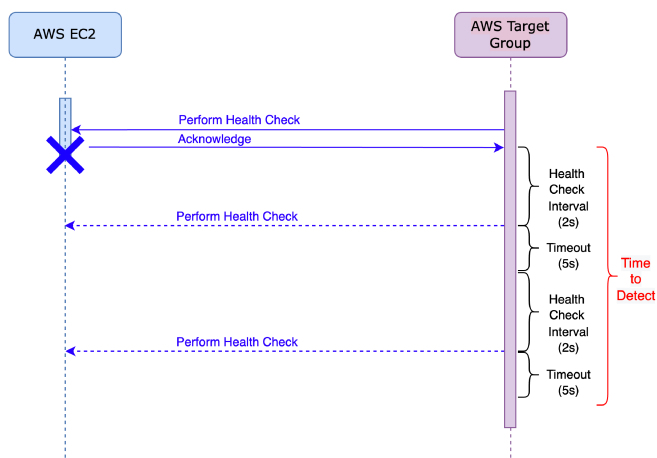 AWS EC2
AWS Target
Group
Perform Health Check
Acknowledge
Health
Check
Interval
(2s)
Perform Health Check
Timeout
(5s)
Time
to
Detect
Health
Check
Interval
(2s)
Perform Health Check
Timeout
(5s)